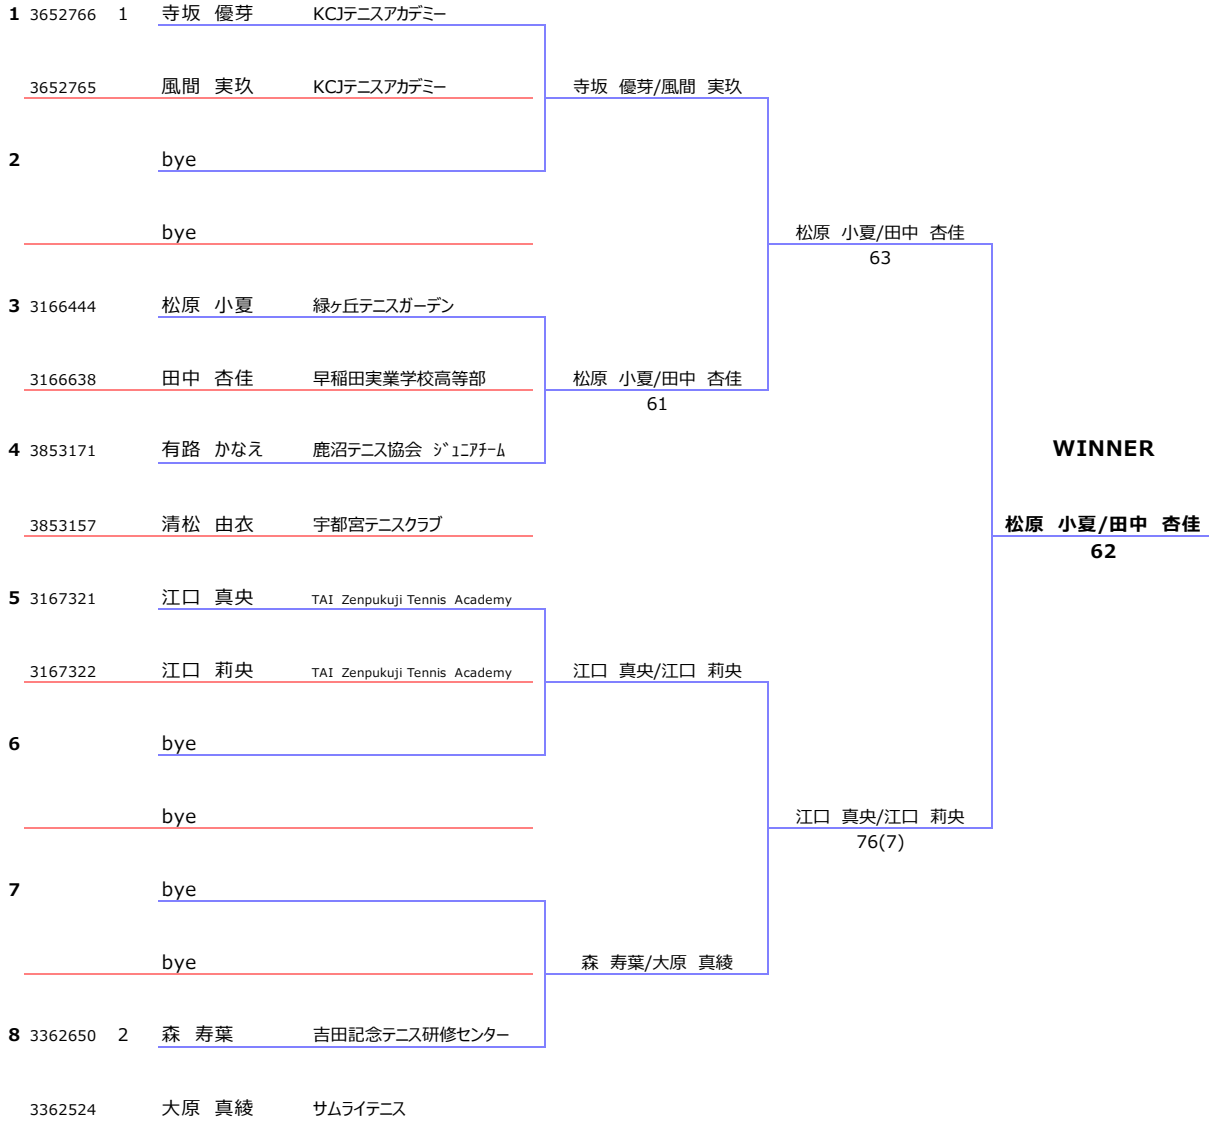 1 3652766 1 寺坂 優芽 KCJテニスアカデミー
3652765 風間 実玖 KCJテニスアカデミー 寺坂 優芽/風間 実玖
2 bye
bye 松原 小夏/田中 杏佳
63
3 3166444 松原 小夏 緑ヶ丘テニスガーデン
3166638 田中 杏佳 早稲田実業学校高等部 松原 小夏/田中 杏佳
61
4 3853171 有路 かなえ 鹿沼テニス協会 ジュニアチーム WINNER
3853157 清松 由衣 宇都宮テニスクラブ 松原 小夏/田中 杏佳
62
5 3167321 江口 真央 TAI Zenpukuji Tennis Academy
3167322 江口 莉央 TAI Zenpukuji Tennis Academy 江口 真央/江口 莉央
6 bye
bye 江口 真央/江口 莉央
76(7)
7 bye
bye 森 寿葉/大原 真綾
8 3362650 2 森 寿葉 吉田記念テニス研修センター
3362524 大原 真綾 サムライテニス